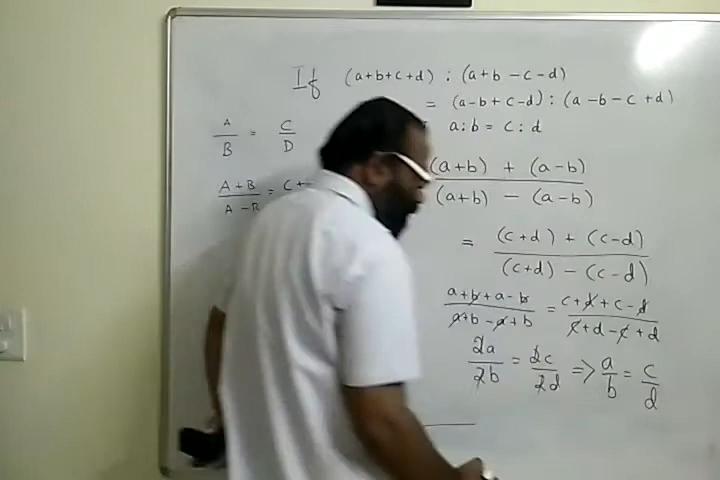 If (a+b+c+d) : (a+b-c-d)
= (a-b+c-d) : (a-b-c+d)
a:b = c:d
A/B = C/D
A+B/A-B = C+
(a+b) + (a-b)/(a+b) - (a-b)
= (c+d) + (c-d)/(c+d) - (c-d)
a+b+a-b/a+b-a+b = c+d+c-d/c+d-c+d
2a/2b = 2c/2d => a/b = c/d